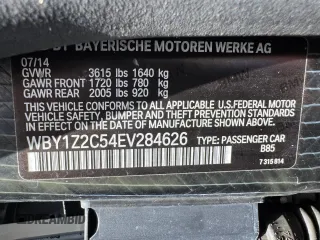 BY BAYERISCHE MOTOREN WERKE AG
07/14
GVWR 3615 lbs 1640 kg
GAWR FRONT 1720 lbs 780 kg
GAWR REAR 2005 lbs 920 kg
THIS VEHICLE CONFORMS TO ALL APPLICABLE U.S.FEDERAL MOTOR
VEHICLE SAFETY, BUMPER AND THEFT PREVENTION STANDARDS IN
EFFECT ON THE DATE OF MANUFACTURE SHOWN ABOVE.
WBY1Z2C54EV284626 TYPE: PASSENGER CAR
B85
7 315 814